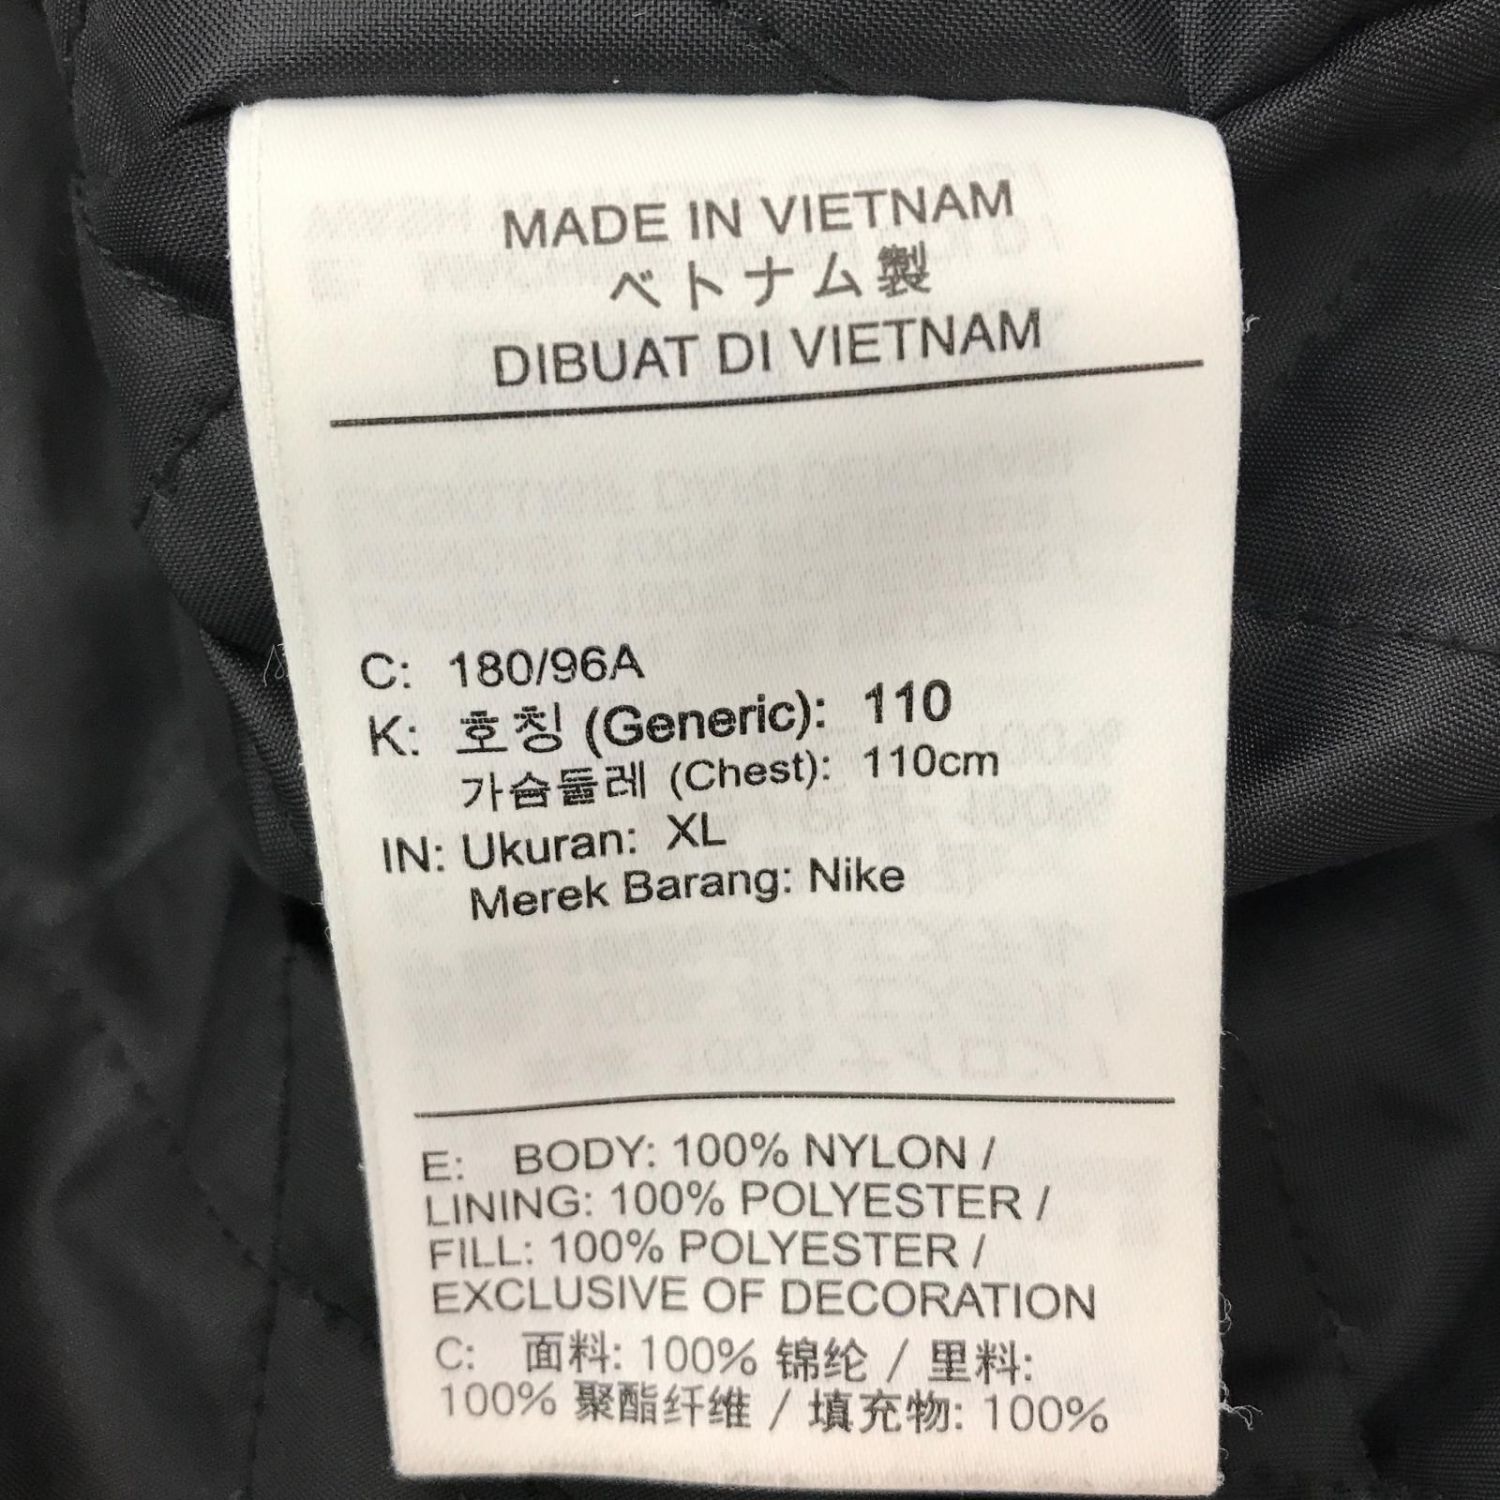 MADE IN VIETNAM
ベトナム製
DIBUAT DI VIETNAM
C: 180/96A
K: 호칭 (Generic): 110
가슴둘레 (Chest): 110cm
IN: Ukuran: XL
Merek Barang: Nike
E: BODY: 100% NYLON /
LINING: 100% POLYESTER /
FILL: 100% POLYESTER /
EXCLUSIVE OF DECORATION
C: 面料: 100% 锦纶 / 里料:
100% 聚酯纤维 / 填充物: 100%